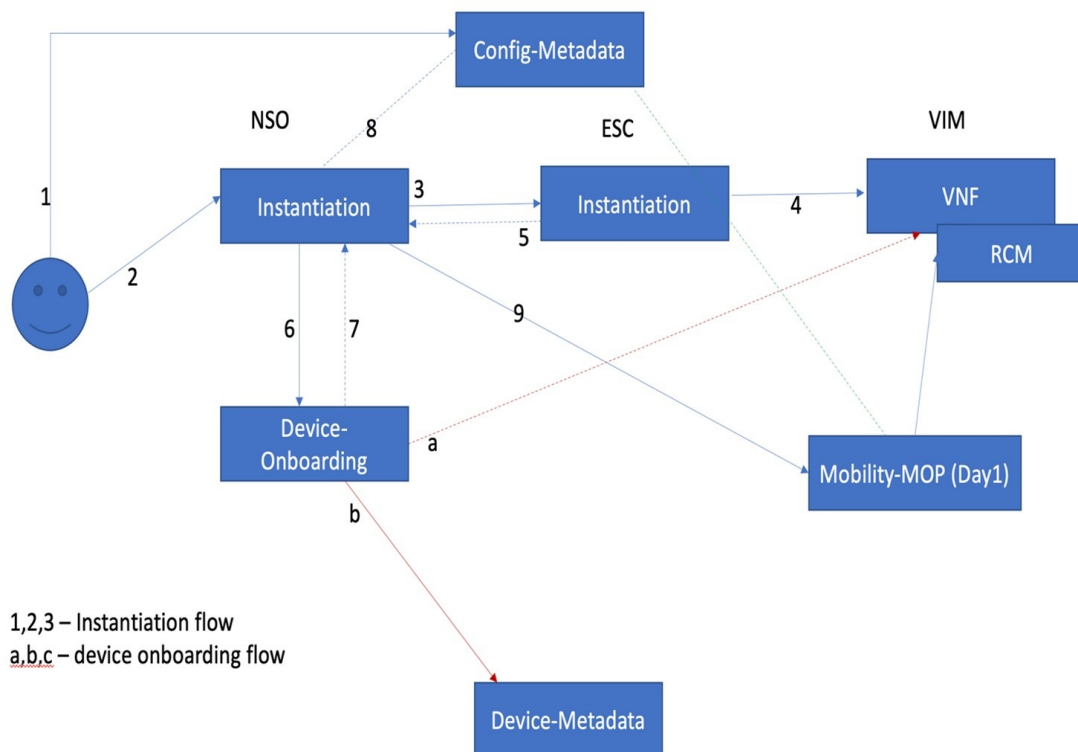 Config-Metadata
NSO
8
ESC
VIM
1
Instantiation
3
Instantiation
4
VNF
5
RCM
2
6
7
9
Device-
Onboarding
a
Mobility-MOP (Day1)
b
1,2,3 – Instantiation flow
a,b,c – device onboarding flow
Device-Metadata